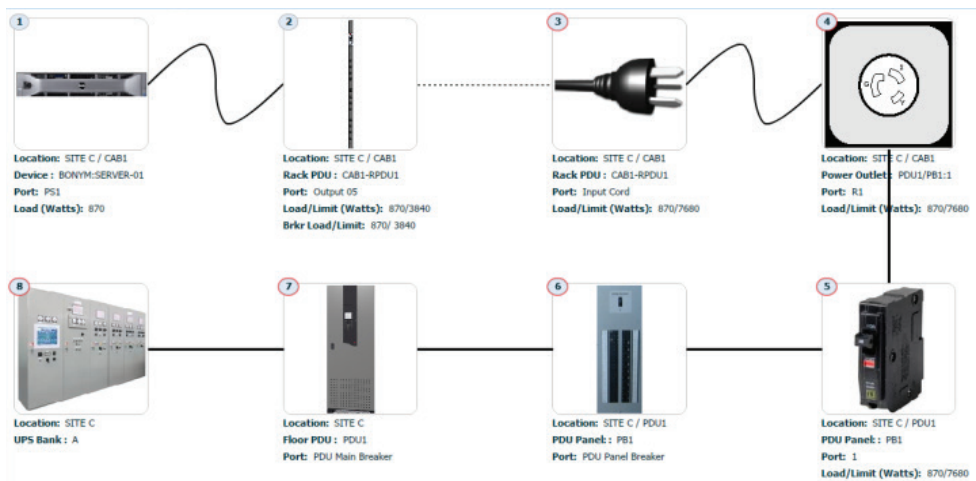 1
2
3
4
Location: SITE C / CAB1
Device : BONYM:SERVER-01
Port: PS1
Load (Watts): 870
Location: SITE C / CAB1
Rack PDU : CAB1-RPDU1
Port: Output 05
Load/Limit (Watts): 870/3840
Brkr Load/Limit: 870/ 3840
Location: SITE C / CAB1
Rack PDU : CAB1-RPDU1
Port: Input Cord
Load/Limit (Watts): 870/7680
Location: SITE C / CAB1
Power Outlet: PDU1/PB1:1
Port: R1
Load/Limit (Watts): 870/7680
8
7
6
5
Location: SITE C
UPS Bank : A
Location: SITE C
Floor PDU : PDU1
Port: PDU Main Breaker
Location: SITE C / PDU1
PDU Panel : PB1
Port: PDU Panel Breaker
Location: SITE C / PDU1
PDU Panel : PB1
Port: 1
Load/Limit (Watts): 870/7680